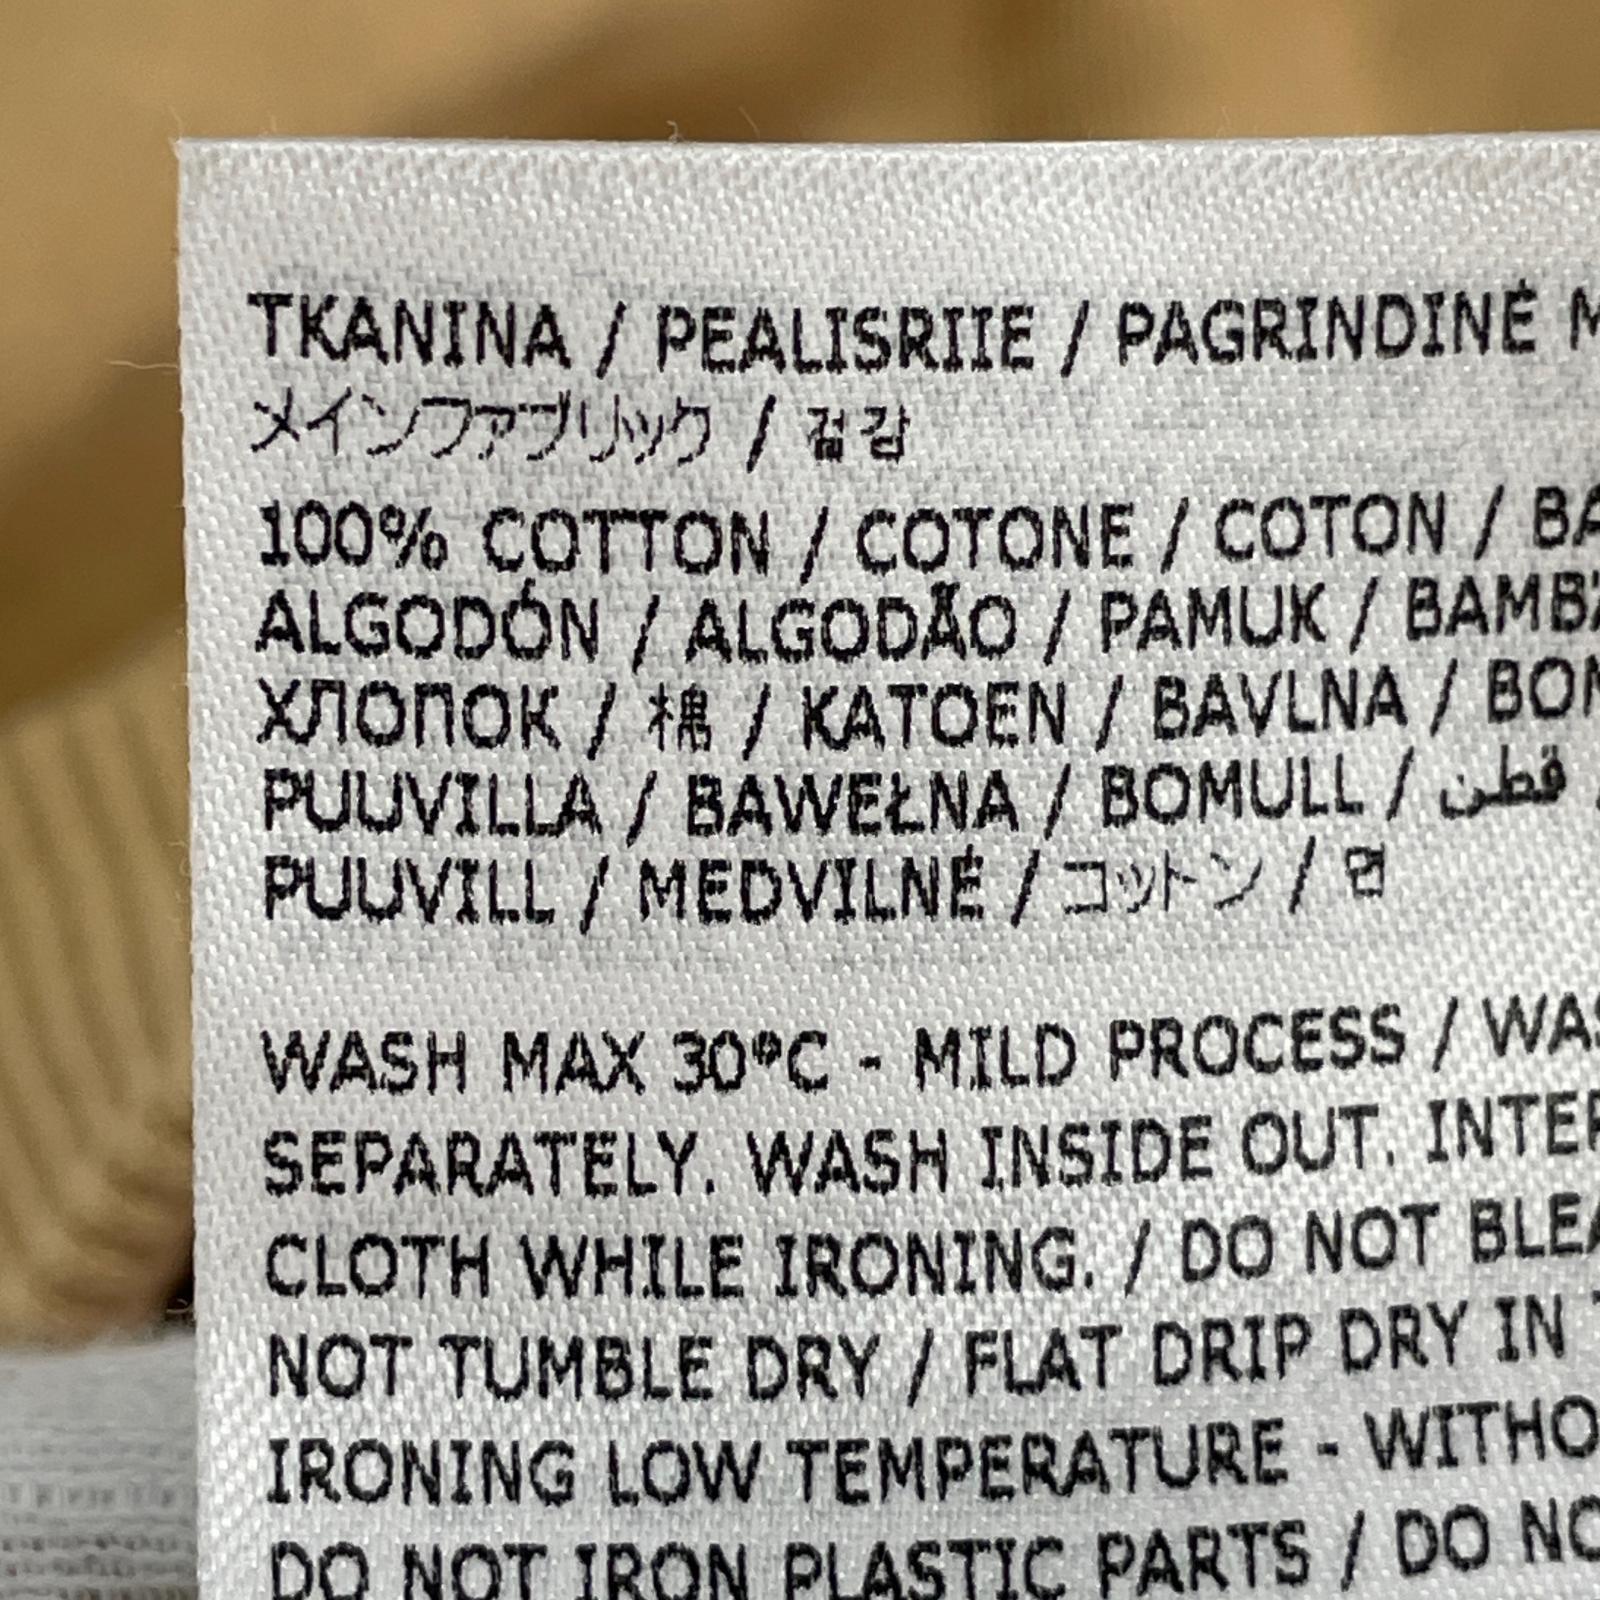 TKANINA / PEALISRIIE / PAGRINDINĖ
メインファブリック / 겉감
100% COTTON / COTONE / COTON /
ALGODÓN / ALGODÃO / PAMUK /
ХЛОПОК / 棉 / KATOEN / BAVLNA /
PUUVILLA / BAWEŁNA / BOMULL / قطن
PUUVILL / MEDVILNĖ / コットン / 면
WASH MAX 30°C - MILD PROCESS /
SEPARATELY. WASH INSIDE OUT.
CLOTH WHILE IRONING. / DO NOT
NOT TUMBLE DRY / FLAT DRIP DRY IN
IRONING LOW TEMPERATURE -
DO NOT IRON PLASTIC PARTS / DO